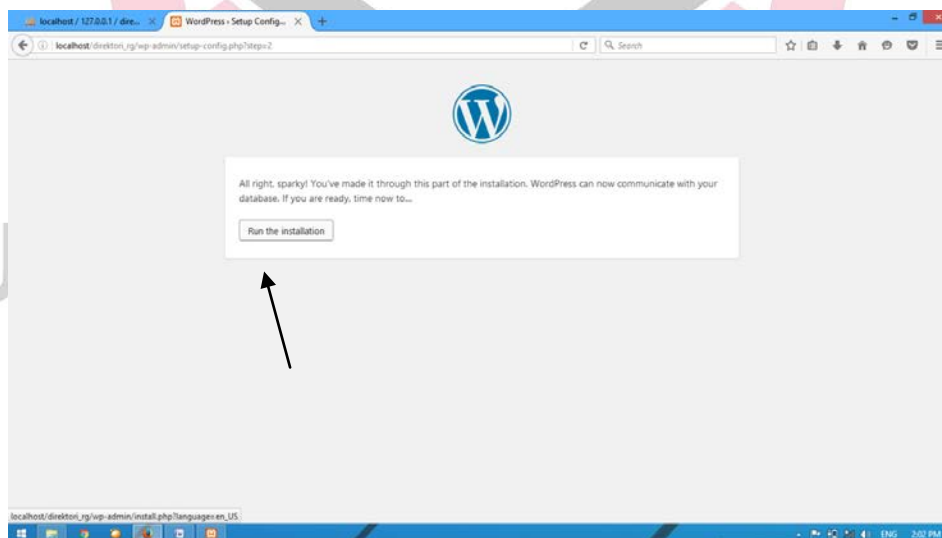 localhost / 127.0.0.1 / dire...
WordPress › Setup Config...
localhost/direktori_rg/wp-admin/setup-config.php?step=2
Search
W
All right, sparky! You've made it through this part of the installation. WordPress can now communicate with your
database. If you are ready, time now to...
Run the installation
localhost/direktori_rg/wp-admin/install.php?language=en_US
ENG 2:02 PM